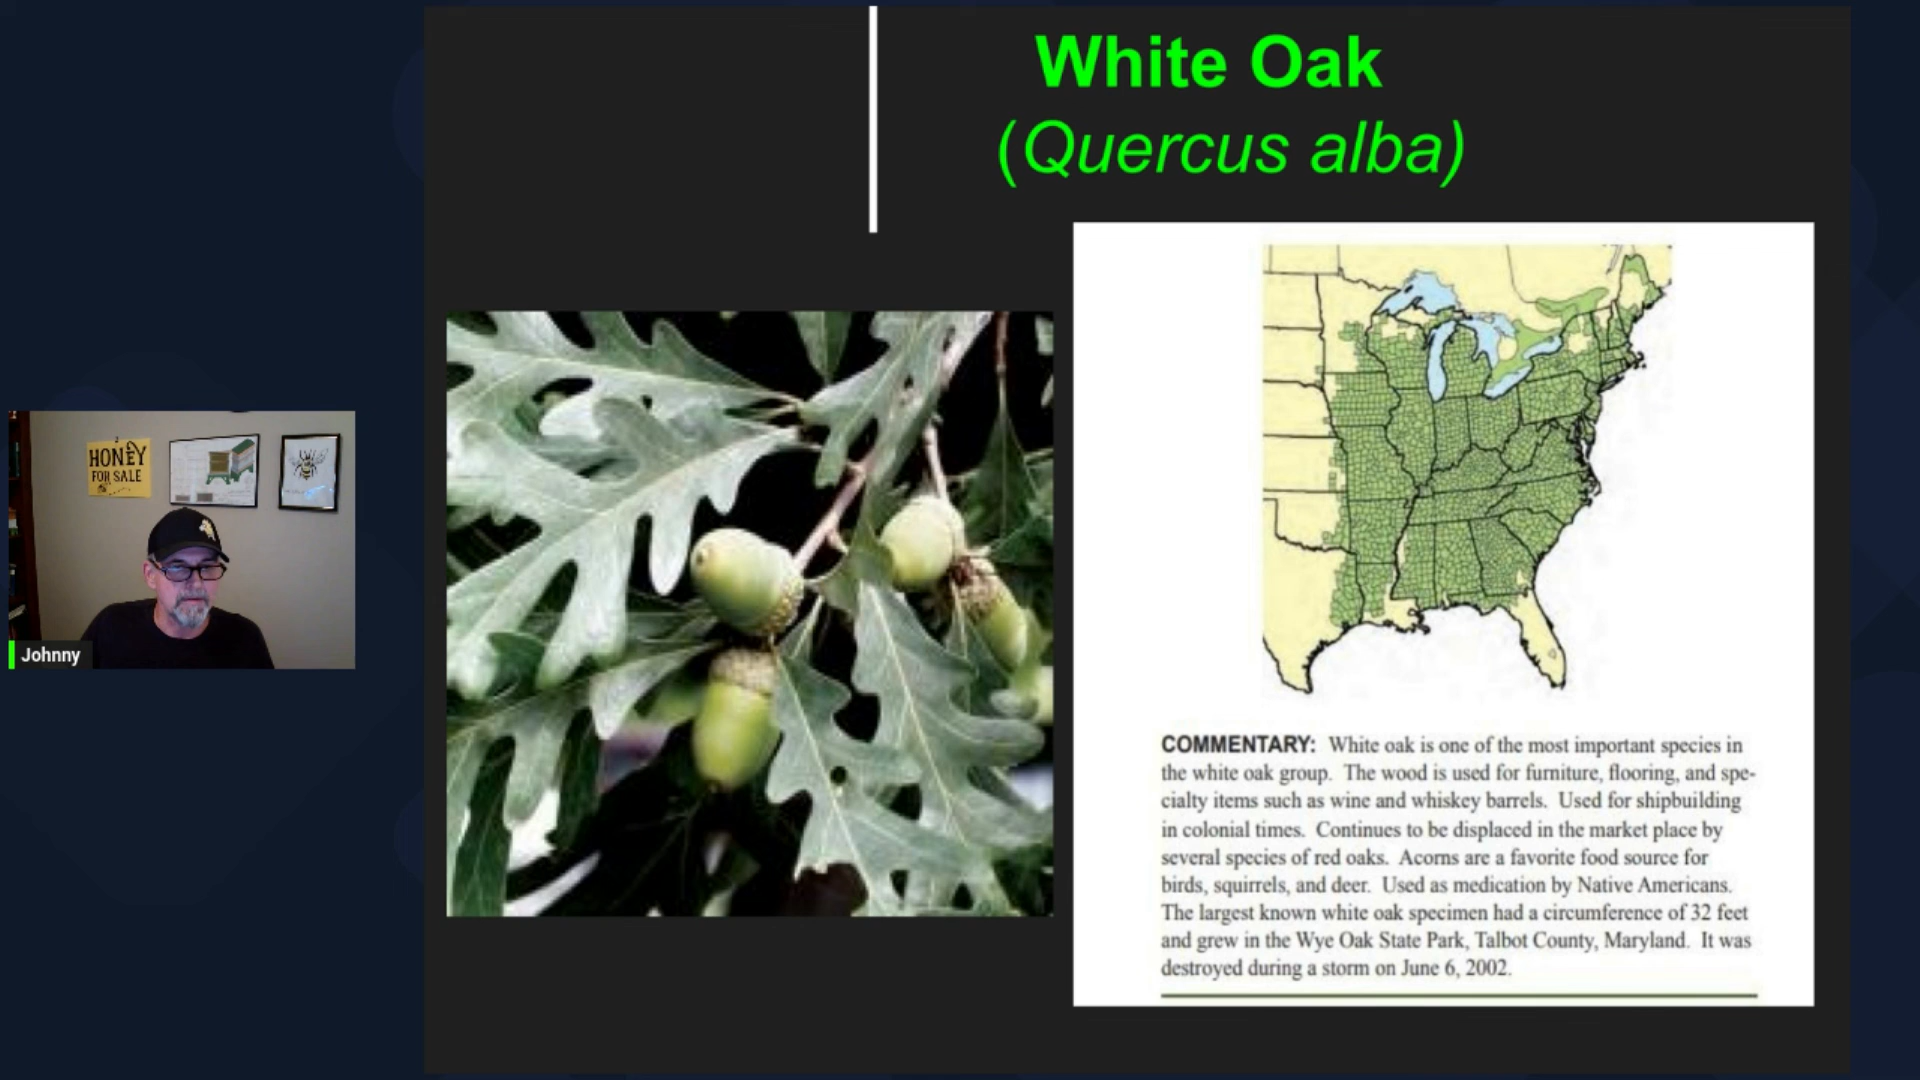 White Oak
(Quercus alba)
HONEY
FOR SALE
Johnny
COMMENTARY: White oak is one of the most important species in
the white oak group. The wood is used for furniture, flooring, and spe-
cialty items such as wine and whiskey barrels. Used for shipbuilding
in colonial times. Continues to be displaced in the market place by
several species of red oaks. Acorns are a favorite food source for
birds, squirrels, and deer. Used as medication by Native Americans.
The largest known white oak specimen had a circumference of 32 feet
and grew in the Wye Oak State Park, Talbot County, Maryland. It was
destroyed during a storm on June 6, 2002.